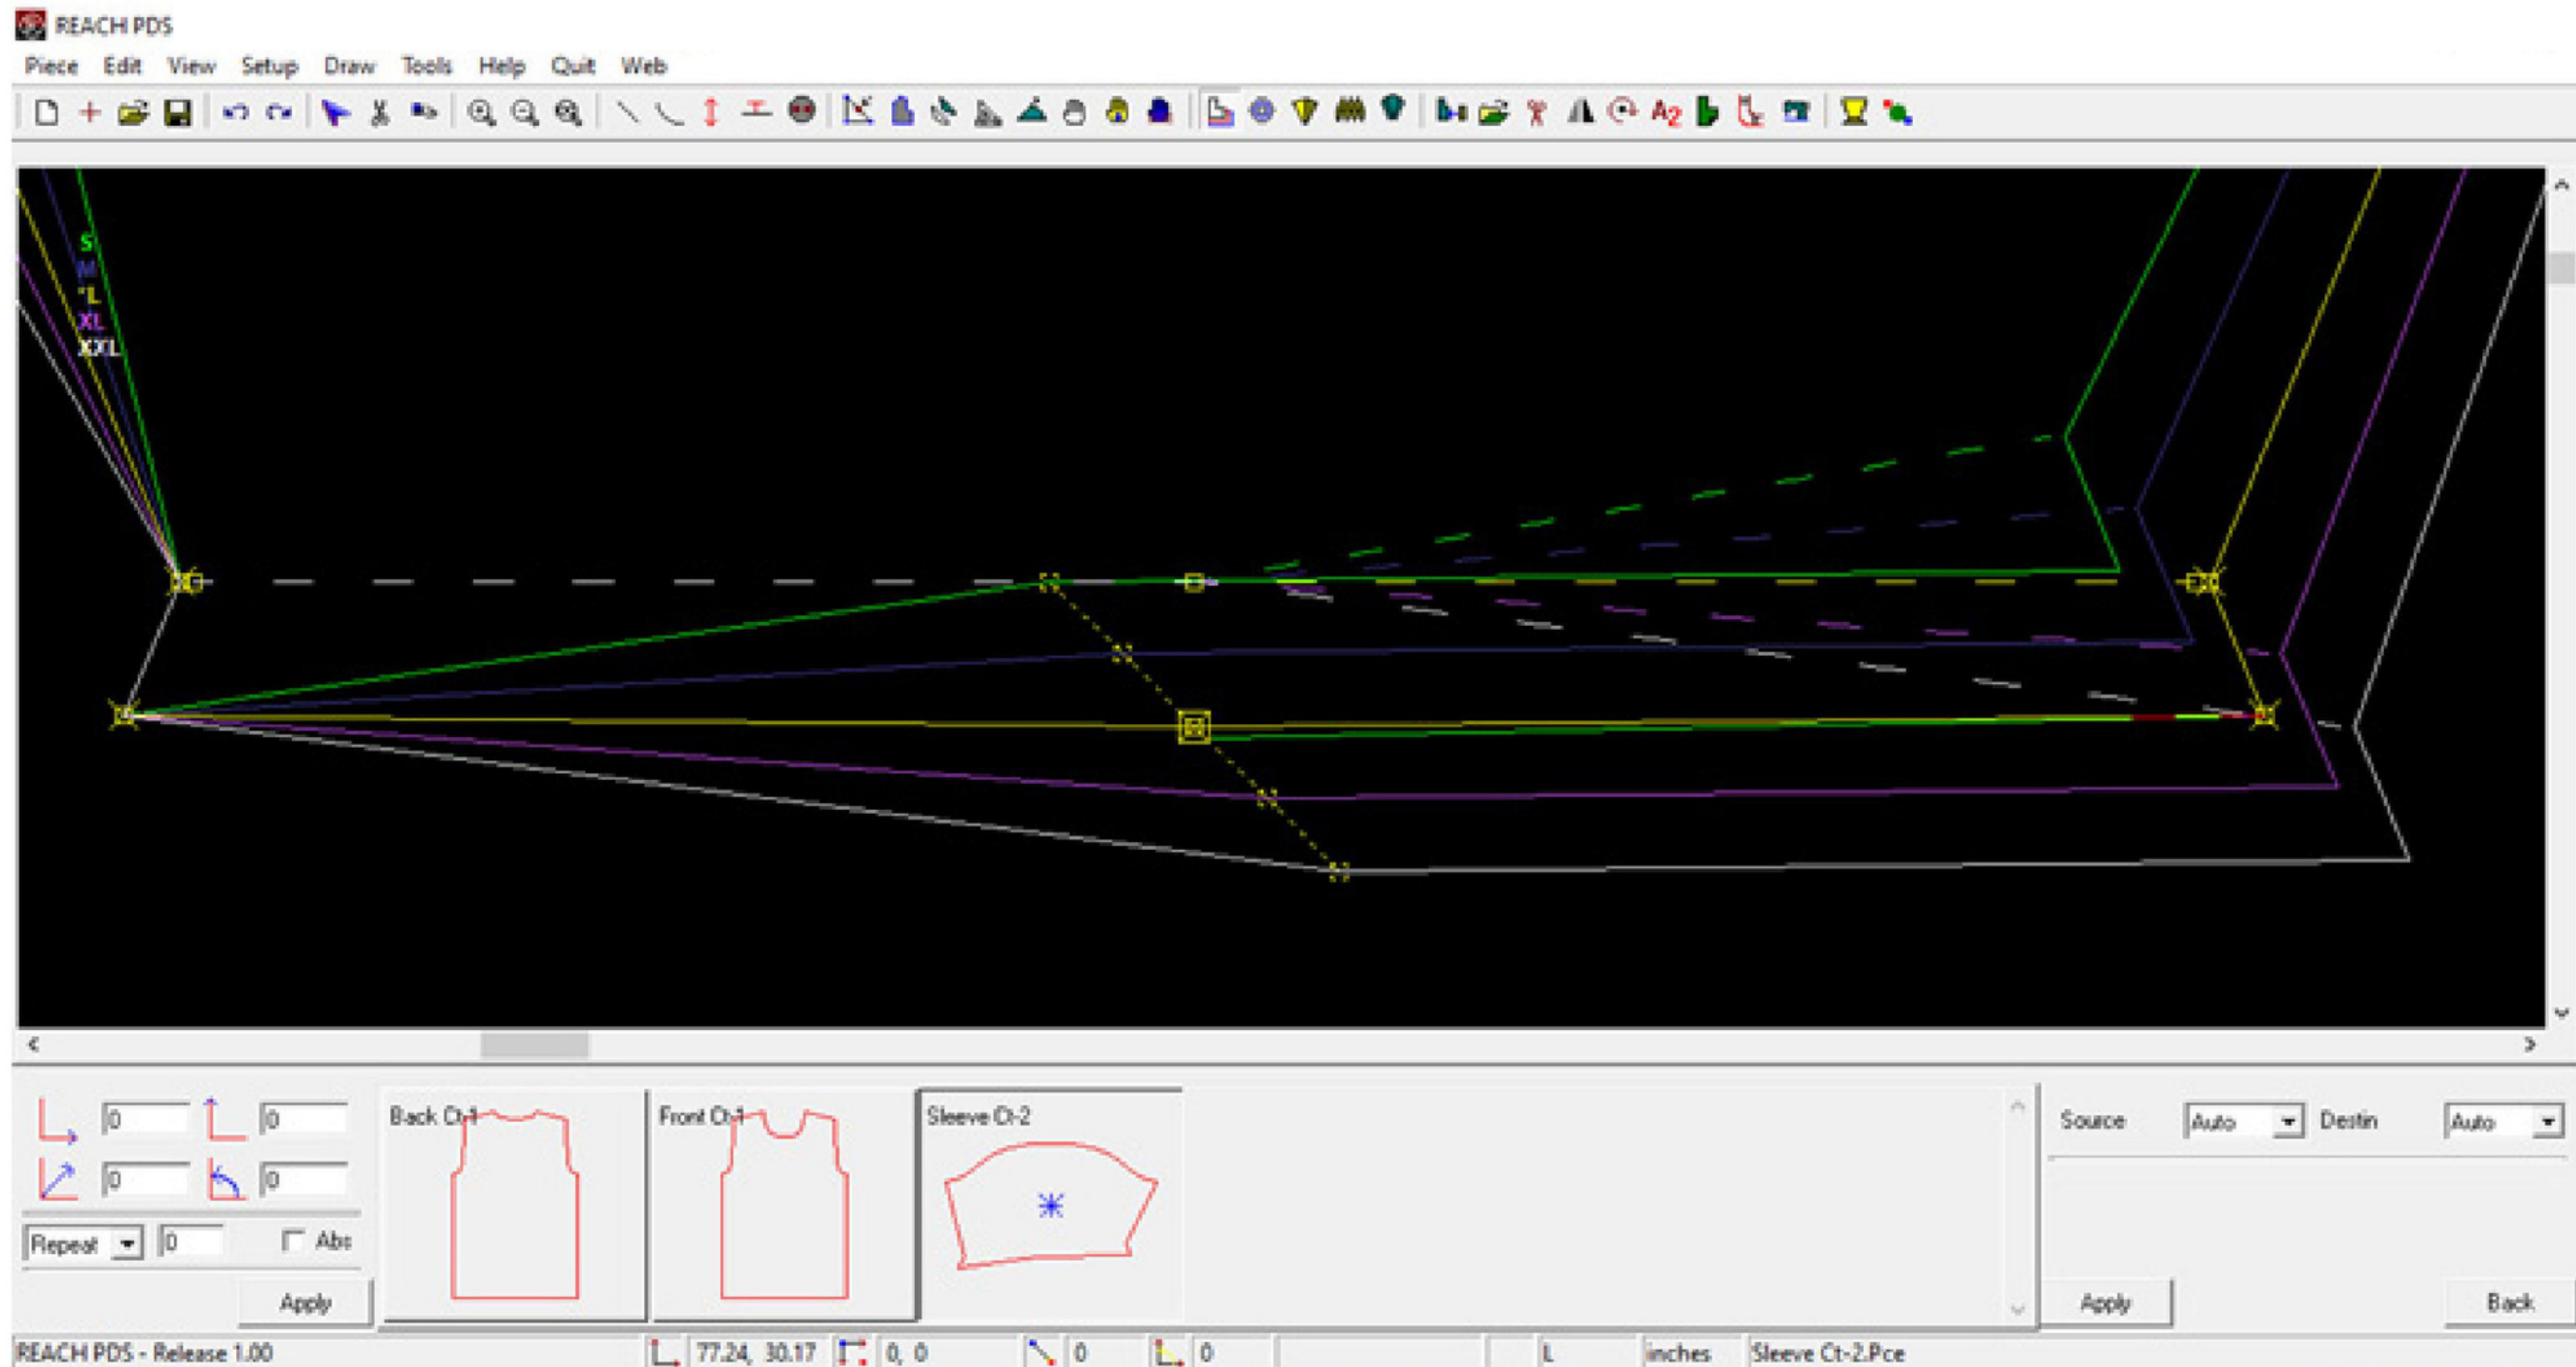 REACH PDS
Piece Edit View Setup Draw Tools Help Quit Web
A2
S
M
*L
XL
XXL
0 0
0 0
Repeat 0 Abs
Apply
Back Ct-1 Front Ct-1 Sleeve Ct-2
Source Auto Destin Auto
Apply Back
REACH PDS - Release 1.00 77.24, 30.17 0, 0 0 0 L inches Sleeve Ct-2.Pce